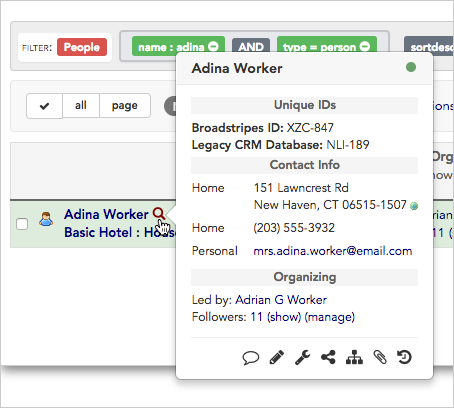 FILTER: People name : adina AND type = person sortdesc
Adina Worker
all page
Unique IDs
Broadstripes ID: XZC-847
Legacy CRM Database: NLI-189
Contact Info
Home 151 Lawncrest Rd
New Haven, CT 06515-1507
Home (203) 555-3932
Personal mrs.adina.worker@email.com
Organizing
Led by: Adrian G Worker
Followers: 11 (show) (manage)
Adina Worker
Basic Hotel : House